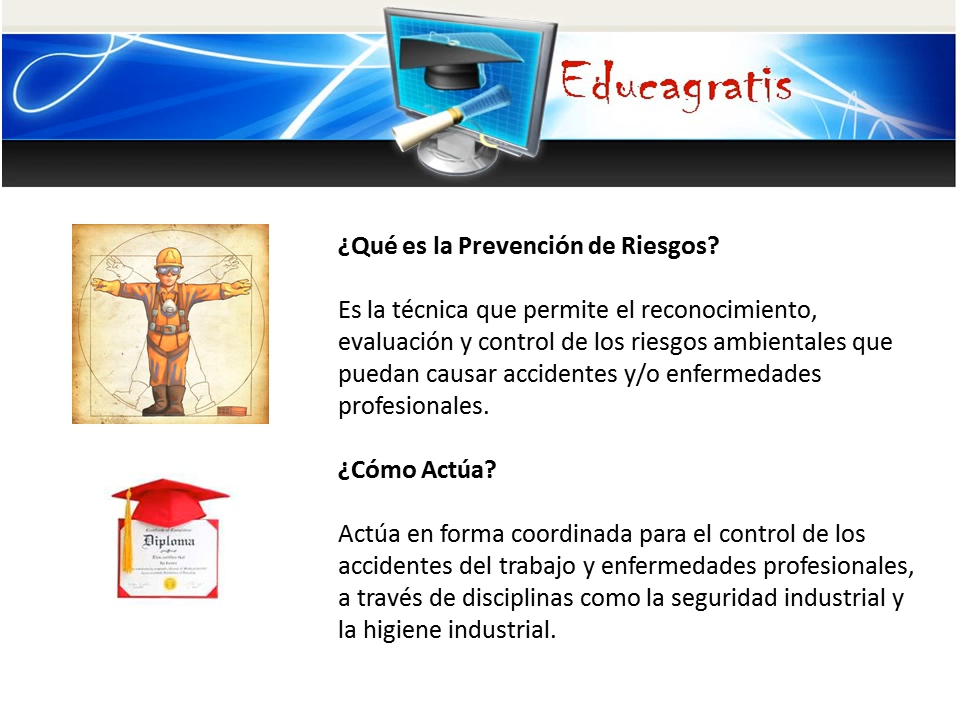 Educagratis
¿Qué es la Prevención de Riesgos?
Es la técnica que permite el reconocimiento,
evaluación y control de los riesgos ambientales que
puedan causar accidentes y/o enfermedades
profesionales.
¿Cómo Actúa?
Actúa en forma coordinada para el control de los
accidentes del trabajo y enfermedades profesionales,
a través de disciplinas como la seguridad industrial y
la higiene industrial.
Diploma